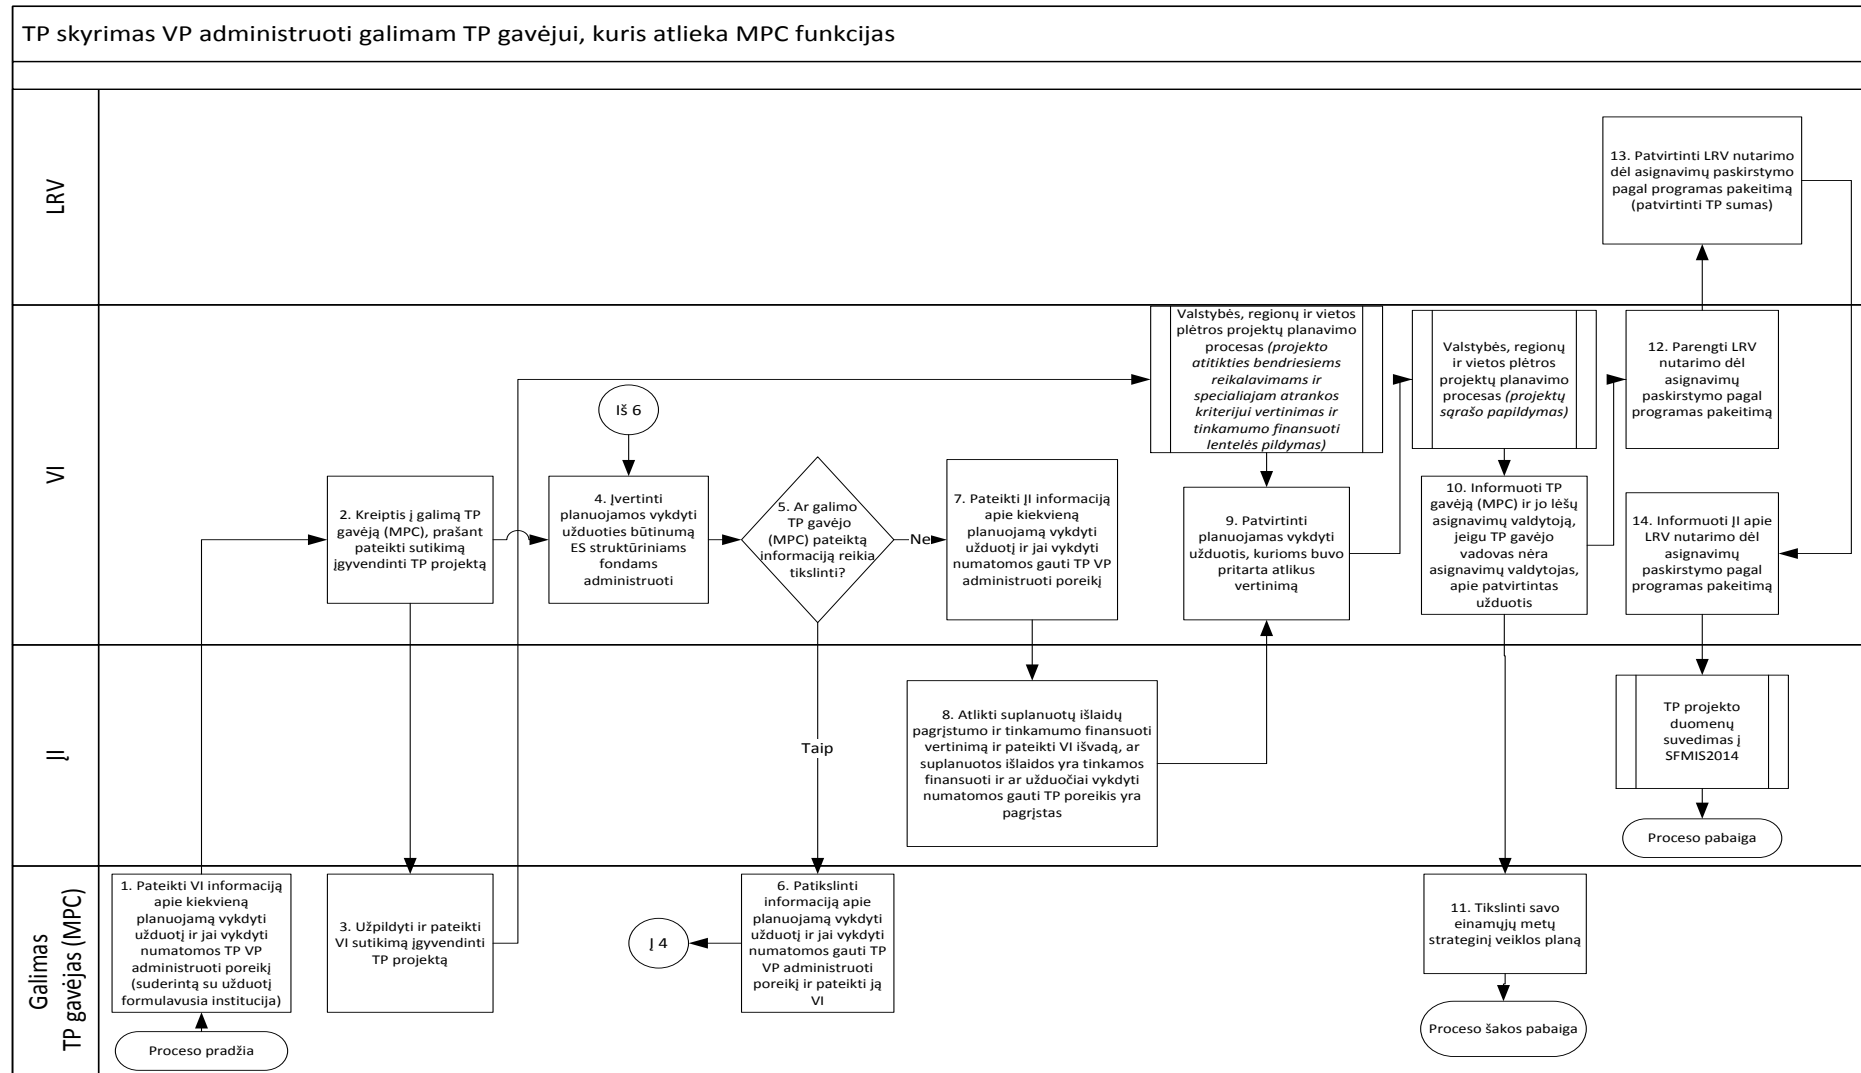 TP skyrimas VP administruoti galimam TP gavėjui, kuris atlieka MPC funkcijas
LRV
13. Patvirtinti LRV nutarimo
dėl asignavimų paskirstymo
pagal programas pakeitimą
(patvirtinti TP sumas)
VI
Iš 6
2. Kreiptis į galimą TP
gavėją (MPC), prašant
pateikti sutikimą
įgyvendinti TP projektą
4. Įvertinti
planuojamos vykdyti
užduoties būtinumą
ES struktūriniams
fondams
administruoti
5. Ar galimo
TP gavėjo
(MPC) pateiktą
informaciją reikia
tikslinti?
Ne
7. Pateikti ĮI informaciją
apie kiekvieną
planuojamą vykdyti
užduotį ir jai vykdyti
numatomos gauti TP VP
administruoti poreikį
Valstybės, regionų ir vietos
plėtros projektų planavimo
procesas (projekto
atitikties bendriesiems
reikalavimams ir
specialiajam atrankos
kriterijui vertinimas ir
tinkamumo finansuoti
lentelės pildymas)
9. Patvirtinti
planuojamas vykdyti
užduotis, kurioms buvo
pritarta atlikus
vertinimą
Valstybės, regionų
ir vietos plėtros
projektų planavimo
procesas (projektų
sąrašo papildymas)
10. Informuoti TP
gavėją (MPC) ir jo lėšų
asignavimų valdytoją,
jeigu TP gavėjo
vadovas nėra
asignavimų valdytojas,
apie patvirtintas
užduotis
12. Parengti LRV
nutarimo dėl
asignavimų
paskirstymo pagal
programas pakeitimą
14. Informuoti ĮI apie
LRV nutarimo dėl
asignavimų
paskirstymo pagal
programas pakeitimą
ĮI
Taip
8. Atlikti suplanuotų išlaidų
pagrįstumo ir tinkamumo finansuoti
vertinimą ir pateikti VI išvadą, ar
suplanuotos išlaidos yra tinkamos
finansuoti ir ar užduočiai vykdyti
numatomos gauti TP poreikis yra
pagrįstas
TP projekto
duomenų
suvedimas į
SFMIS2014
Proceso pabaiga
Galimas
TP gavėjas (MPC)
1. Pateikti VI informaciją
apie kiekvieną
planuojamą vykdyti
užduotį ir jai vykdyti
numatomos TP VP
administruoti poreikį
(suderintą su užduotį
formulavusia institucija)
Proceso pradžia
3. Užpildyti ir pateikti
VI sutikimą įgyvendinti
TP projektą
Į 4
6. Patikslinti
informaciją apie
planuojamą vykdyti
užduotį ir jai vykdyti
numatomos gauti TP
VP administruoti
poreikį ir pateikti ją
VI
11. Tikslinti savo
einamųjų metų
strateginį veiklos planą
Proceso šakos pabaiga